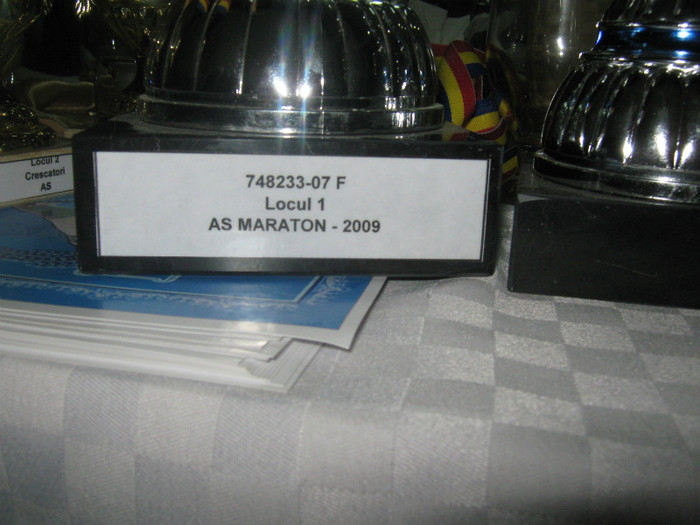 Locul 2
Crescatori
AS
748233-07 F
Locul 1
AS MARATON - 2009